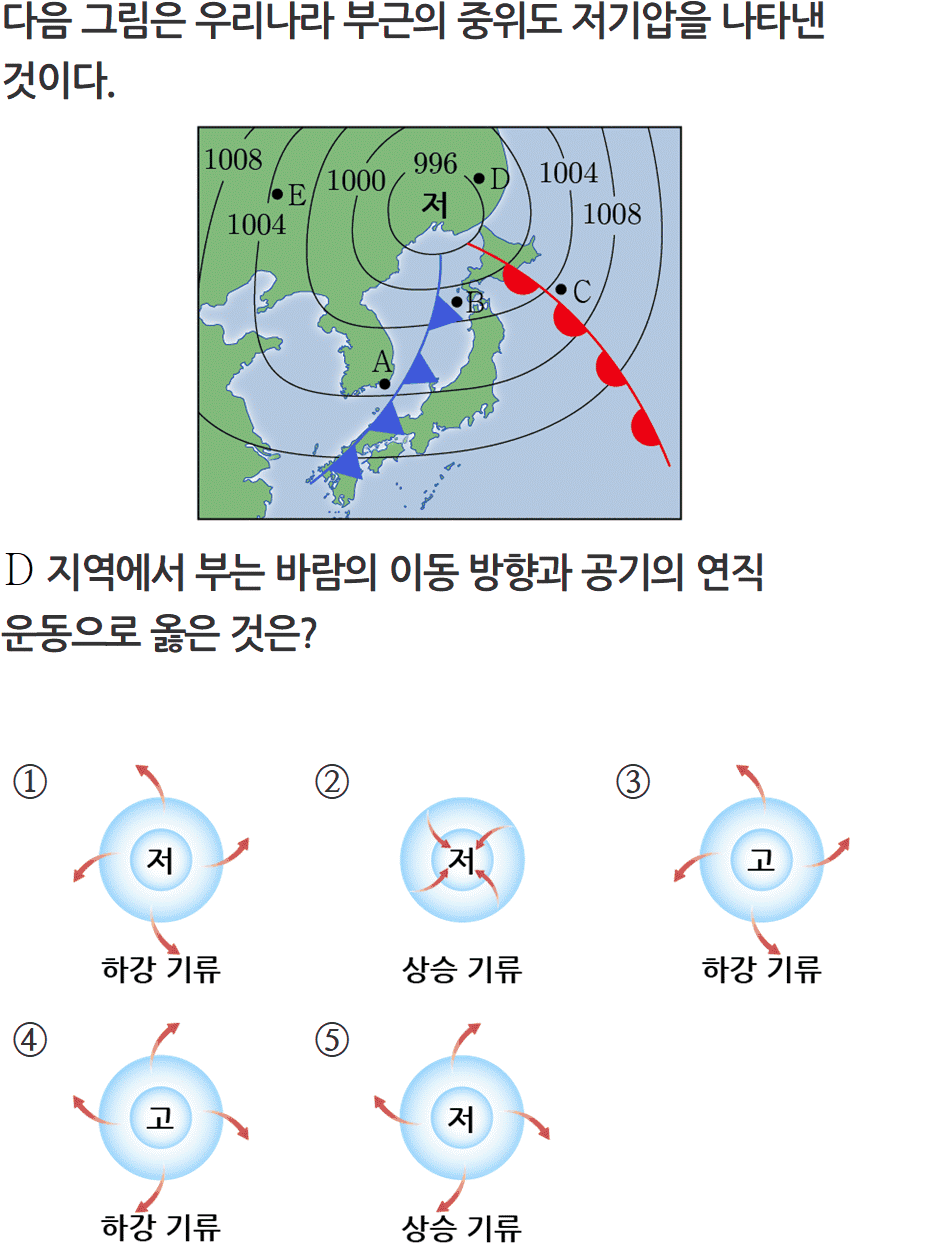 다음 그림은 우리나라 부근의 중위도 저기압을 나타낸
것이다.
1008
996
1000
1004
D
E
저
1008
1004
C
B
A
D 지역에서 부는 바람의 이동 방향과 공기의 연직
운동으로 옳은 것은?
① ② ③
저 저 고
하강 기류 상승 기류 하강 기류
④ ⑤
고 저
하강 기류 상승 기류